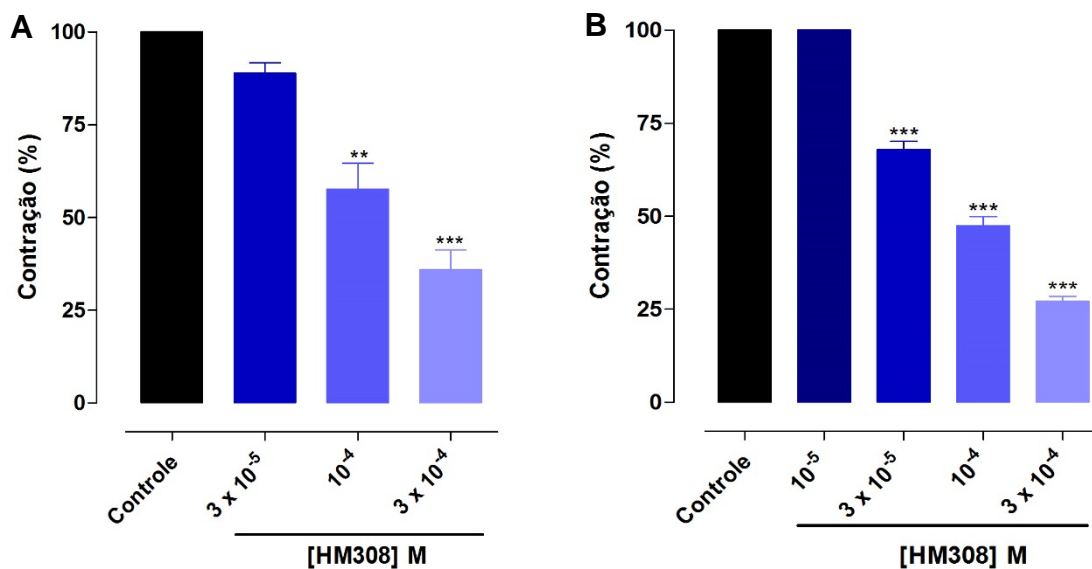 A
Contração (%)
100
75
50
25
0
**
***
Controle
3 x 10⁻⁵
10⁻⁴
3 x 10⁻⁴
[HM308] M
B
Contração (%)
100
75
50
25
0
***
***
***
Controle
10⁻⁵
3 x 10⁻⁵
10⁻⁴
3 x 10⁻⁴
[HM308] M